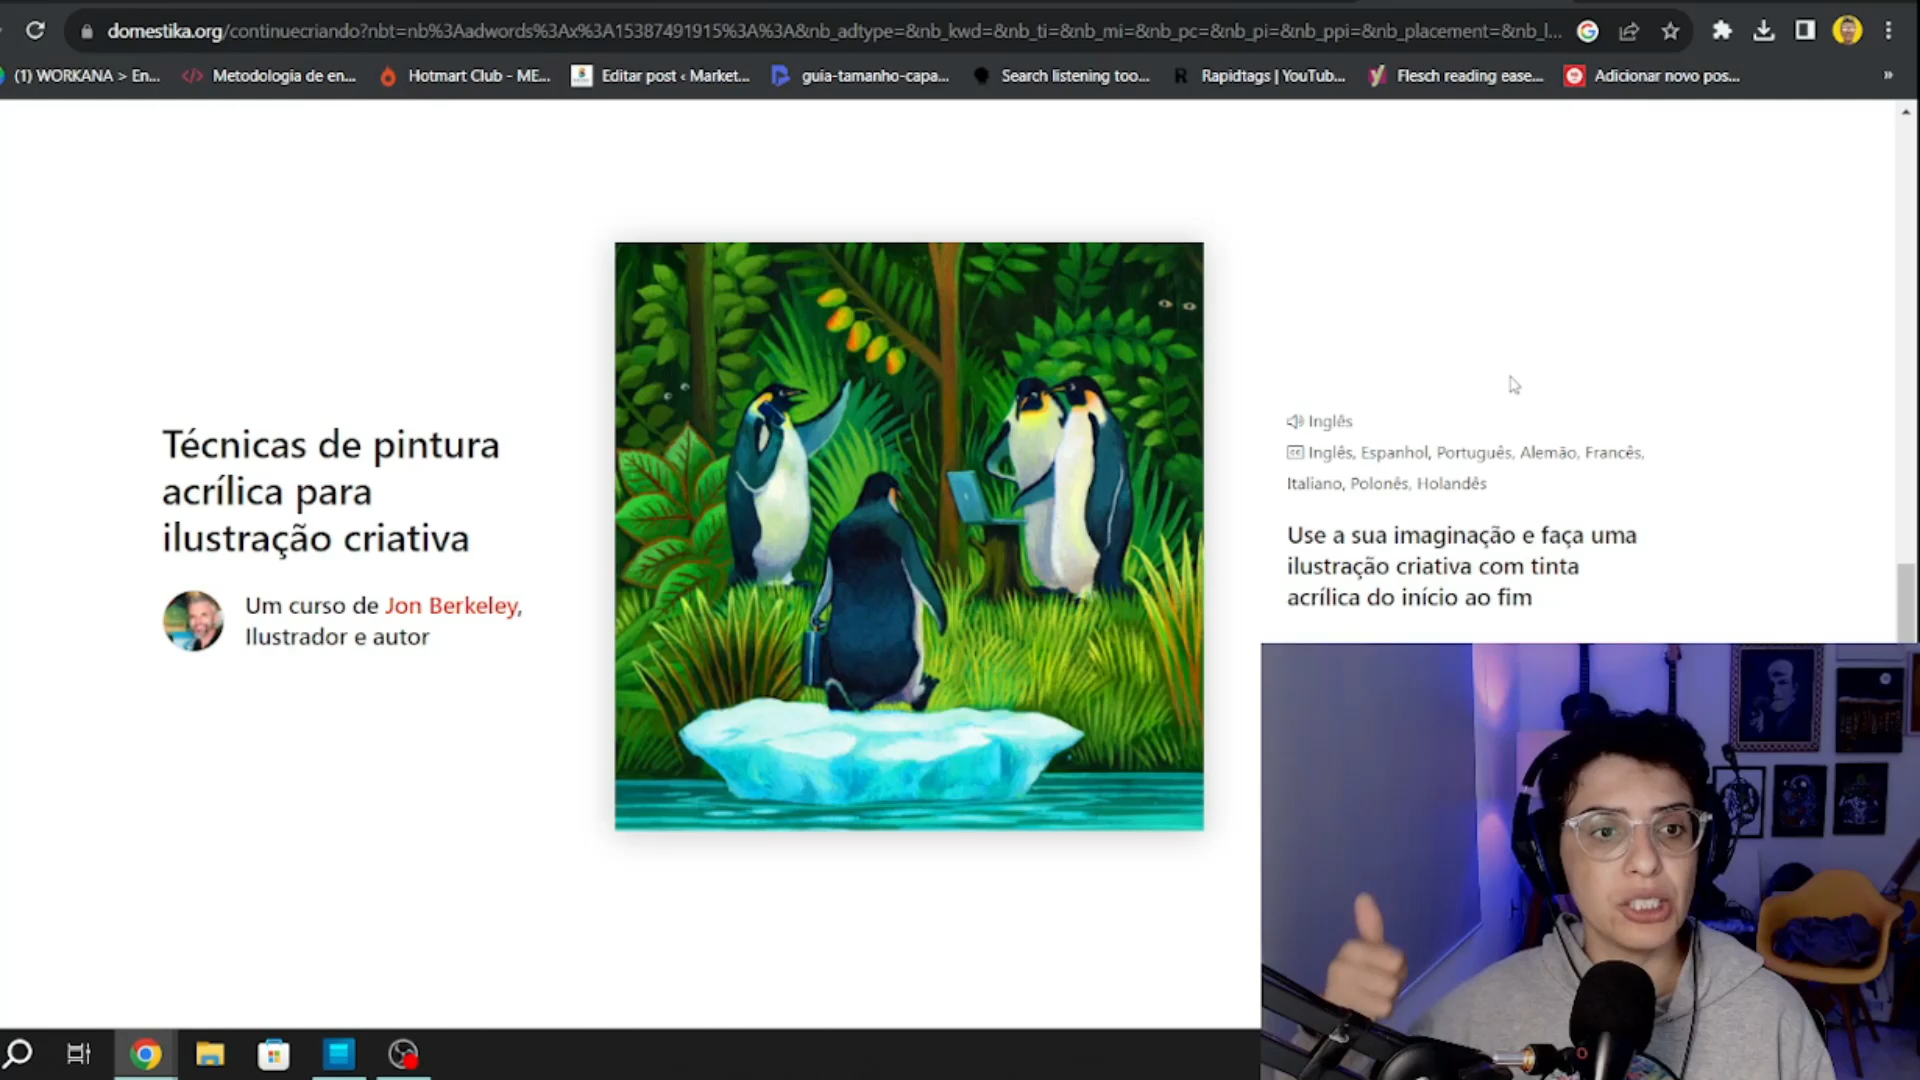 domestika.org/continuecriando?nbt=nb%3Aadwords%3Ax%3A15387491915%3A%3A&nb_adtype=&nb_kwd=&nb_ti=&nb_mi=&nb_pc=&nb_pi=&nb_ppi=&nb_placement=&nb_l...
(1) WORKANA > En...
Metodologia de en...
Hotmart Club - ME...
Editar post ‹ Market...
guia-tamanho-capa...
Search listening too...
Rapidtags | YouTub...
Flesch reading ease...
Adicionar novo pos...
»
Técnicas de pintura
acrílica para
ilustração criativa
Um curso de Jon Berkeley,
Ilustrador e autor
Inglês
Inglês, Espanhol, Português, Alemão, Francês,
Italiano, Polonês, Holandês
Use a sua imaginação e faça uma
ilustração criativa com tinta
acrílica do início ao fim